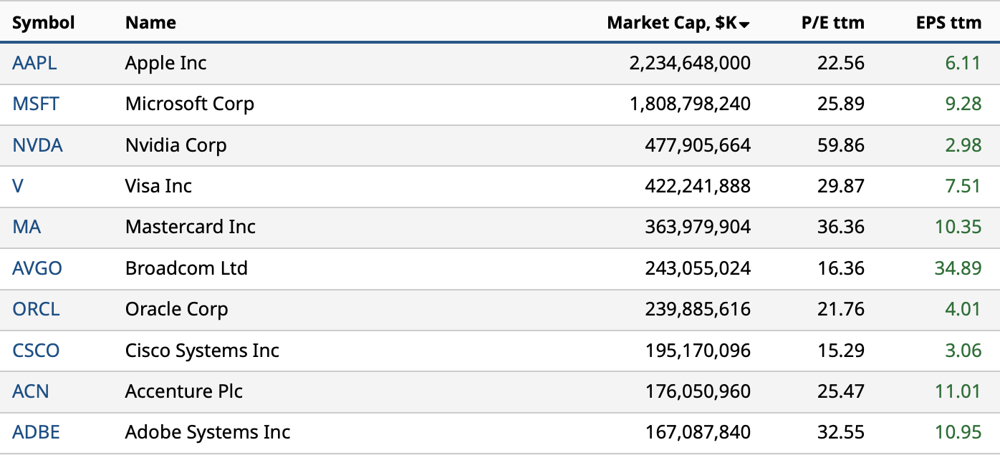 Symbol Name Market Cap, $K P/E ttm EPS ttm
AAPL Apple Inc 2,234,648,000 22.56 6.11
MSFT Microsoft Corp 1,808,798,240 25.89 9.28
NVDA Nvidia Corp 477,905,664 59.86 2.98
V Visa Inc 422,241,888 29.87 7.51
MA Mastercard Inc 363,979,904 36.36 10.35
AVGO Broadcom Ltd 243,055,024 16.36 34.89
ORCL Oracle Corp 239,885,616 21.76 4.01
CSCO Cisco Systems Inc 195,170,096 15.29 3.06
ACN Accenture Plc 176,050,960 25.47 11.01
ADBE Adobe Systems Inc 167,087,840 32.55 10.95